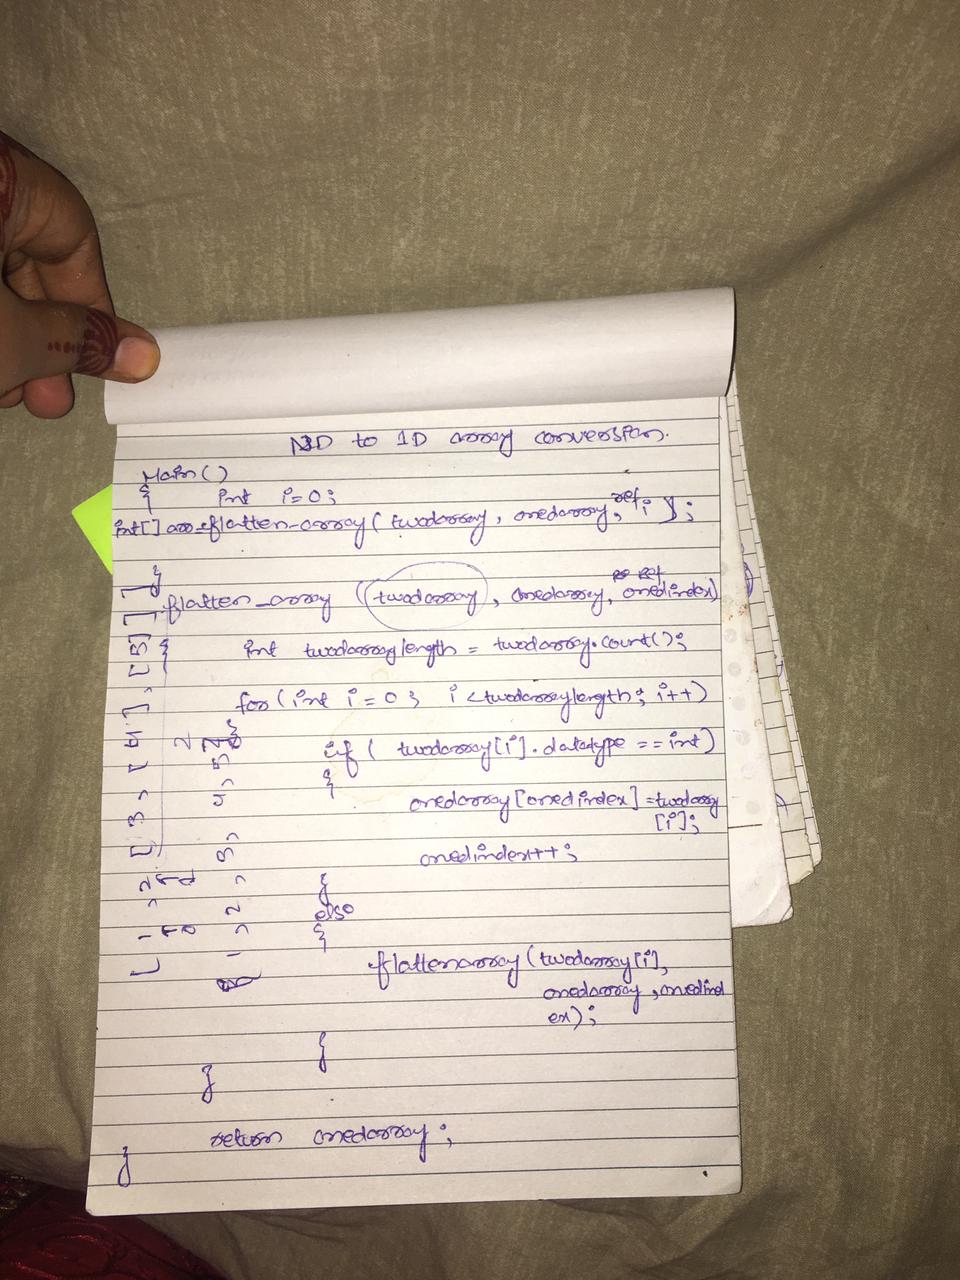 ND to 1D array conversion.
Main()
{ int i=0;
int[] arr = flatten_array( twodarray, onedarray, ref i );
}
flatten_array (twodarray, onedarray, ref onedindex)
{ int twodarraylength = twodarray.count();
for(int i=0; i<twodarraylength; i++)
{
if( twodarray[i].datatype == int)
{
onedarray[onedindex]=twodarray
[i];
onedindex++;
}
else
{
flattenarray(twodarray[i],
onedarray, onedind
ex);
}
}
return onedarray;
}
[1, 2, [3, [4], [5]]]
1, 2, 3, 4, 5